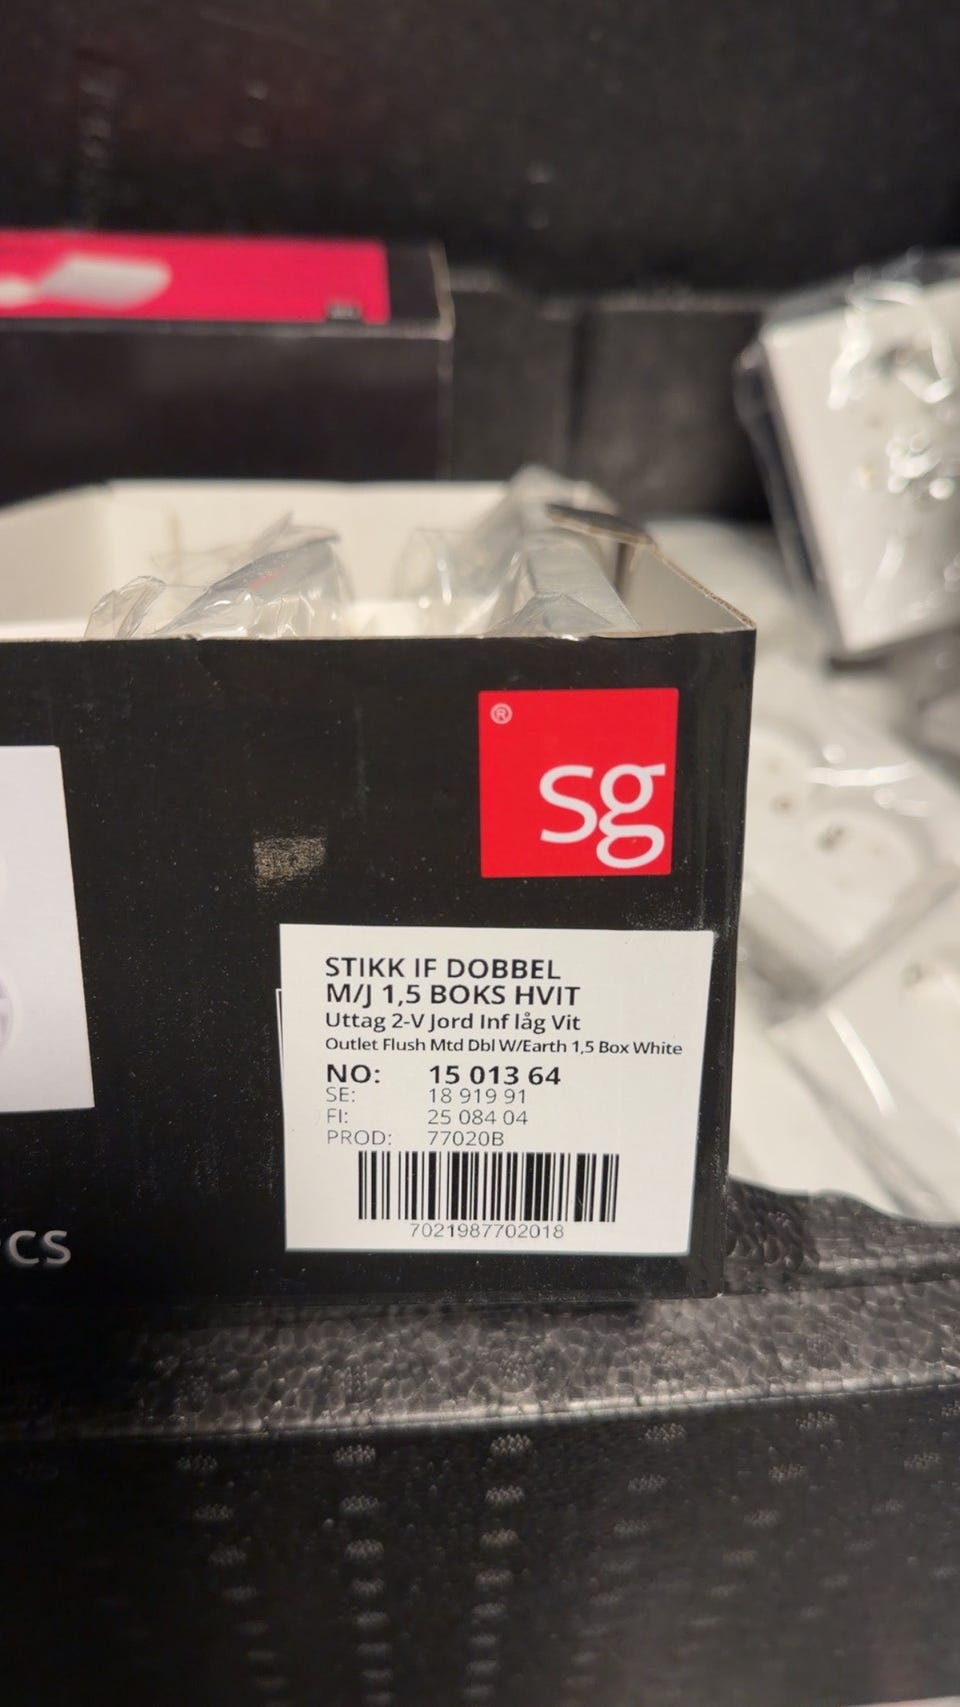 ®
sg
STIKK IF DOBBEL
M/J 1,5 BOKS HVIT
Uttag 2-V Jord Inf låg Vit
Outlet Flush Mtd Dbl W/Earth 1,5 Box White
NO: 15 013 64
SE: 18 919 91
FI: 25 084 04
PROD: 77020B
7021987702018